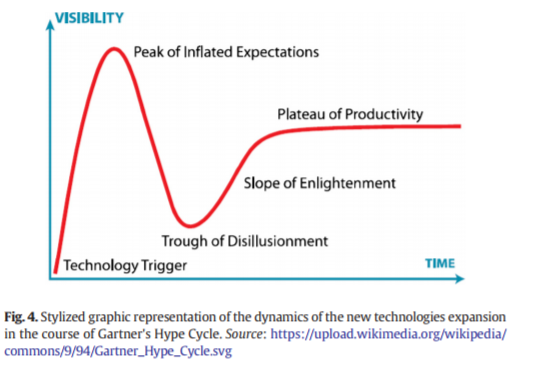 VISIBILITY
Peak of Inflated Expectations
Plateau of Productivity
Slope of Enlightenment
Trough of Disillusionment
Technology Trigger
TIME
Fig. 4. Stylized graphic representation of the dynamics of the new technologies expansion
in the course of Gartner's Hype Cycle. Source: https://upload.wikimedia.org/wikipedia/
commons/9/94/Gartner_Hype_Cycle.svg